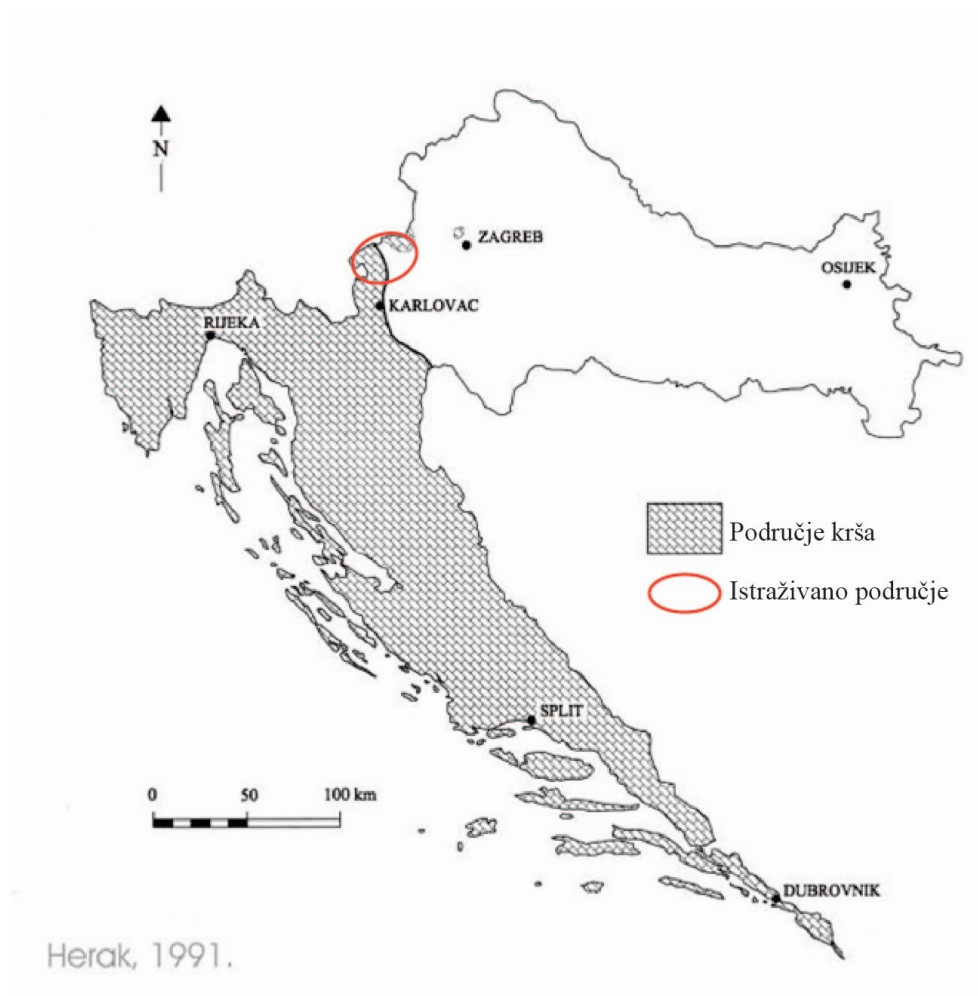 N
ZAGREB
OSIJEK
KARLOVAC
RIJEKA
Područje krša
Istraživano područje
SPLIT
0 50 100 km
DUBROVNIK
Herak, 1991.